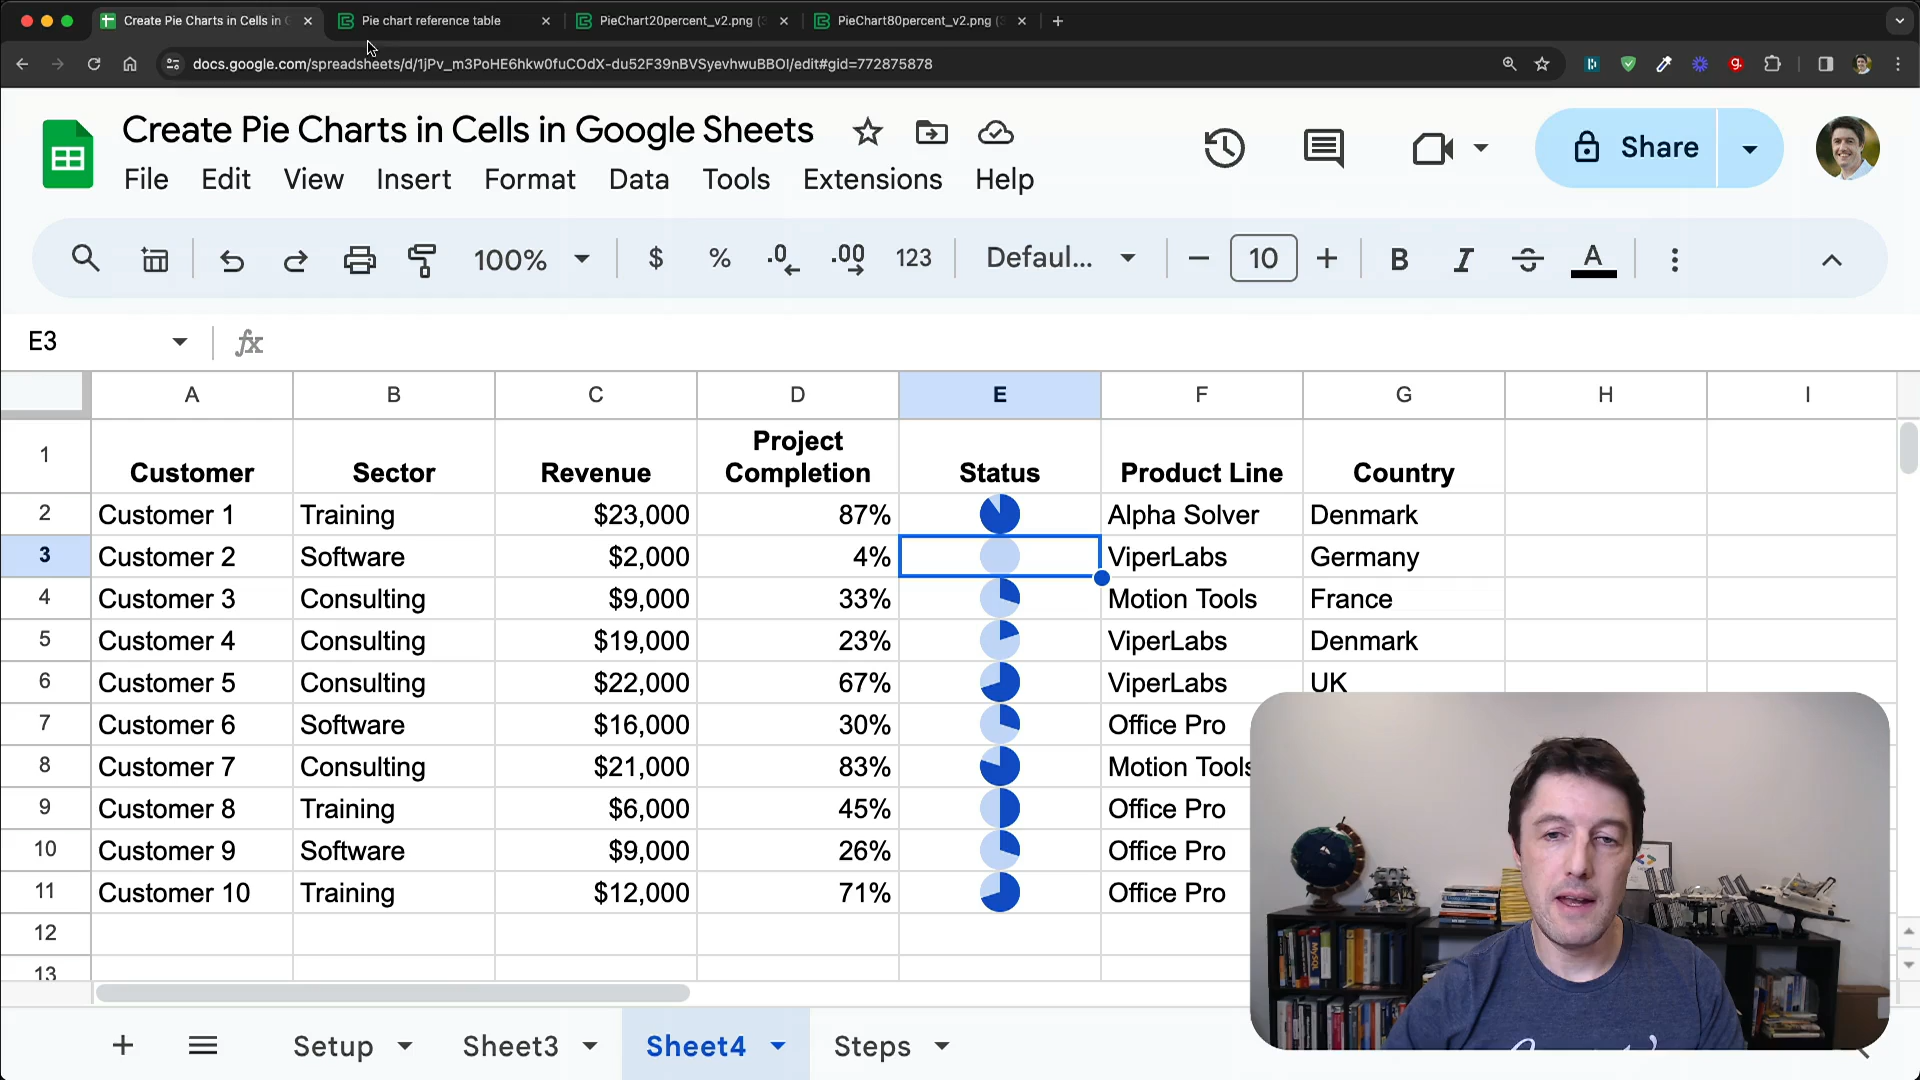 Create Pie Charts in Cells in G
Pie chart reference table
PieChart20percent_v2.png (3
PieChart80percent_v2.png (3
docs.google.com/spreadsheets/d/1jPv_m3PoHE6hkw0fuCOdX-du52F39nBVSyevhwuBBOI/edit#gid=772875878
Create Pie Charts in Cells in Google Sheets
Share
File Edit View Insert Format Data Tools Extensions Help
100% $ % .0 .00 123 Defaul... 10 B I S A
E3 fx
A B C D E F G H I
1 Customer Sector Revenue Project Completion Status Product Line Country
2 Customer 1 Training $23,000 87% Alpha Solver Denmark
3 Customer 2 Software $2,000 4% ViperLabs Germany
4 Customer 3 Consulting $9,000 33% Motion Tools France
5 Customer 4 Consulting $19,000 23% ViperLabs Denmark
6 Customer 5 Consulting $22,000 67% ViperLabs UK
7 Customer 6 Software $16,000 30% Office Pro
8 Customer 7 Consulting $21,000 83% Motion Tools
9 Customer 8 Training $6,000 45% Office Pro
10 Customer 9 Software $9,000 26% Office Pro
11 Customer 10 Training $12,000 71% Office Pro
12
13
Setup Sheet3 Sheet4 Steps
MySQL